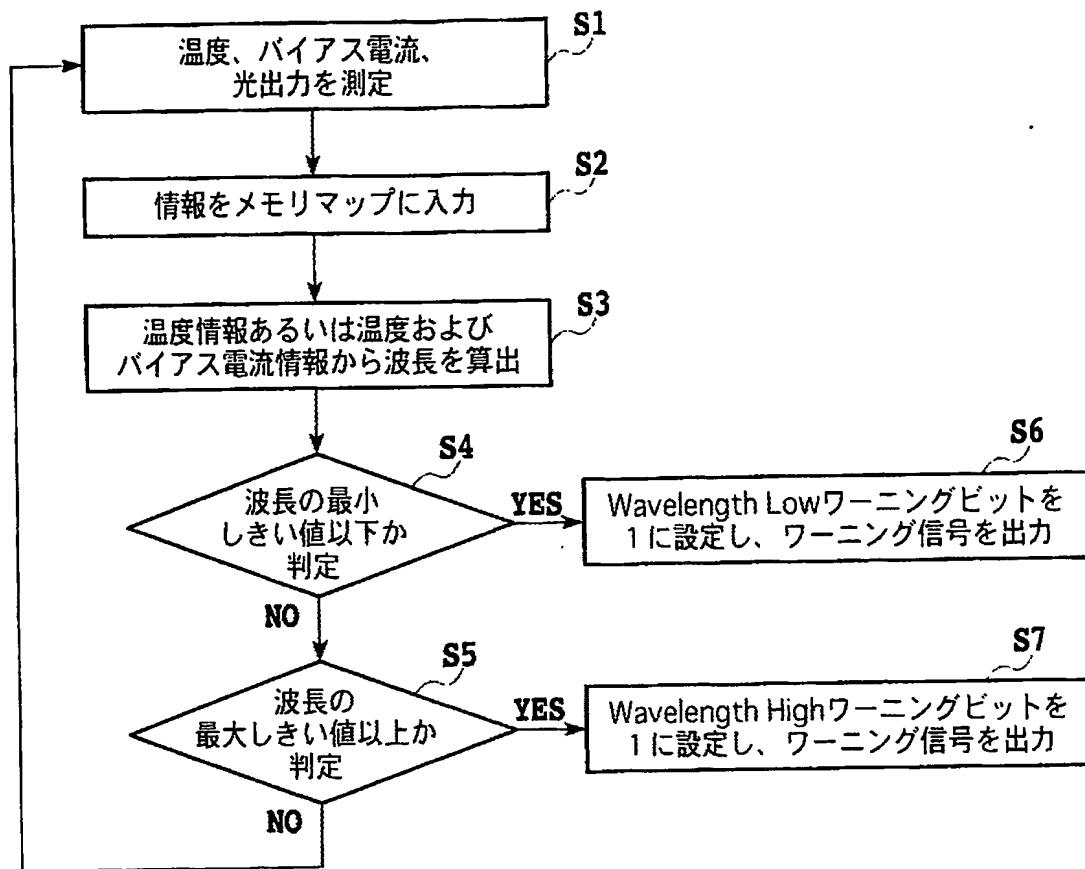 S1
温度、バイアス電流、
光出力を測定
S2
情報をメモリマップに入力
S3
温度情報あるいは温度および
バイアス電流情報から波長を算出
S4
波長の最小
しきい値以下か
判定
YES
S6
Wavelength Lowワーニングビットを
1に設定し、ワーニング信号を出力
NO
S5
波長の
最大しきい値以上か
判定
YES
S7
Wavelength Highワーニングビットを
1に設定し、ワーニング信号を出力
NO